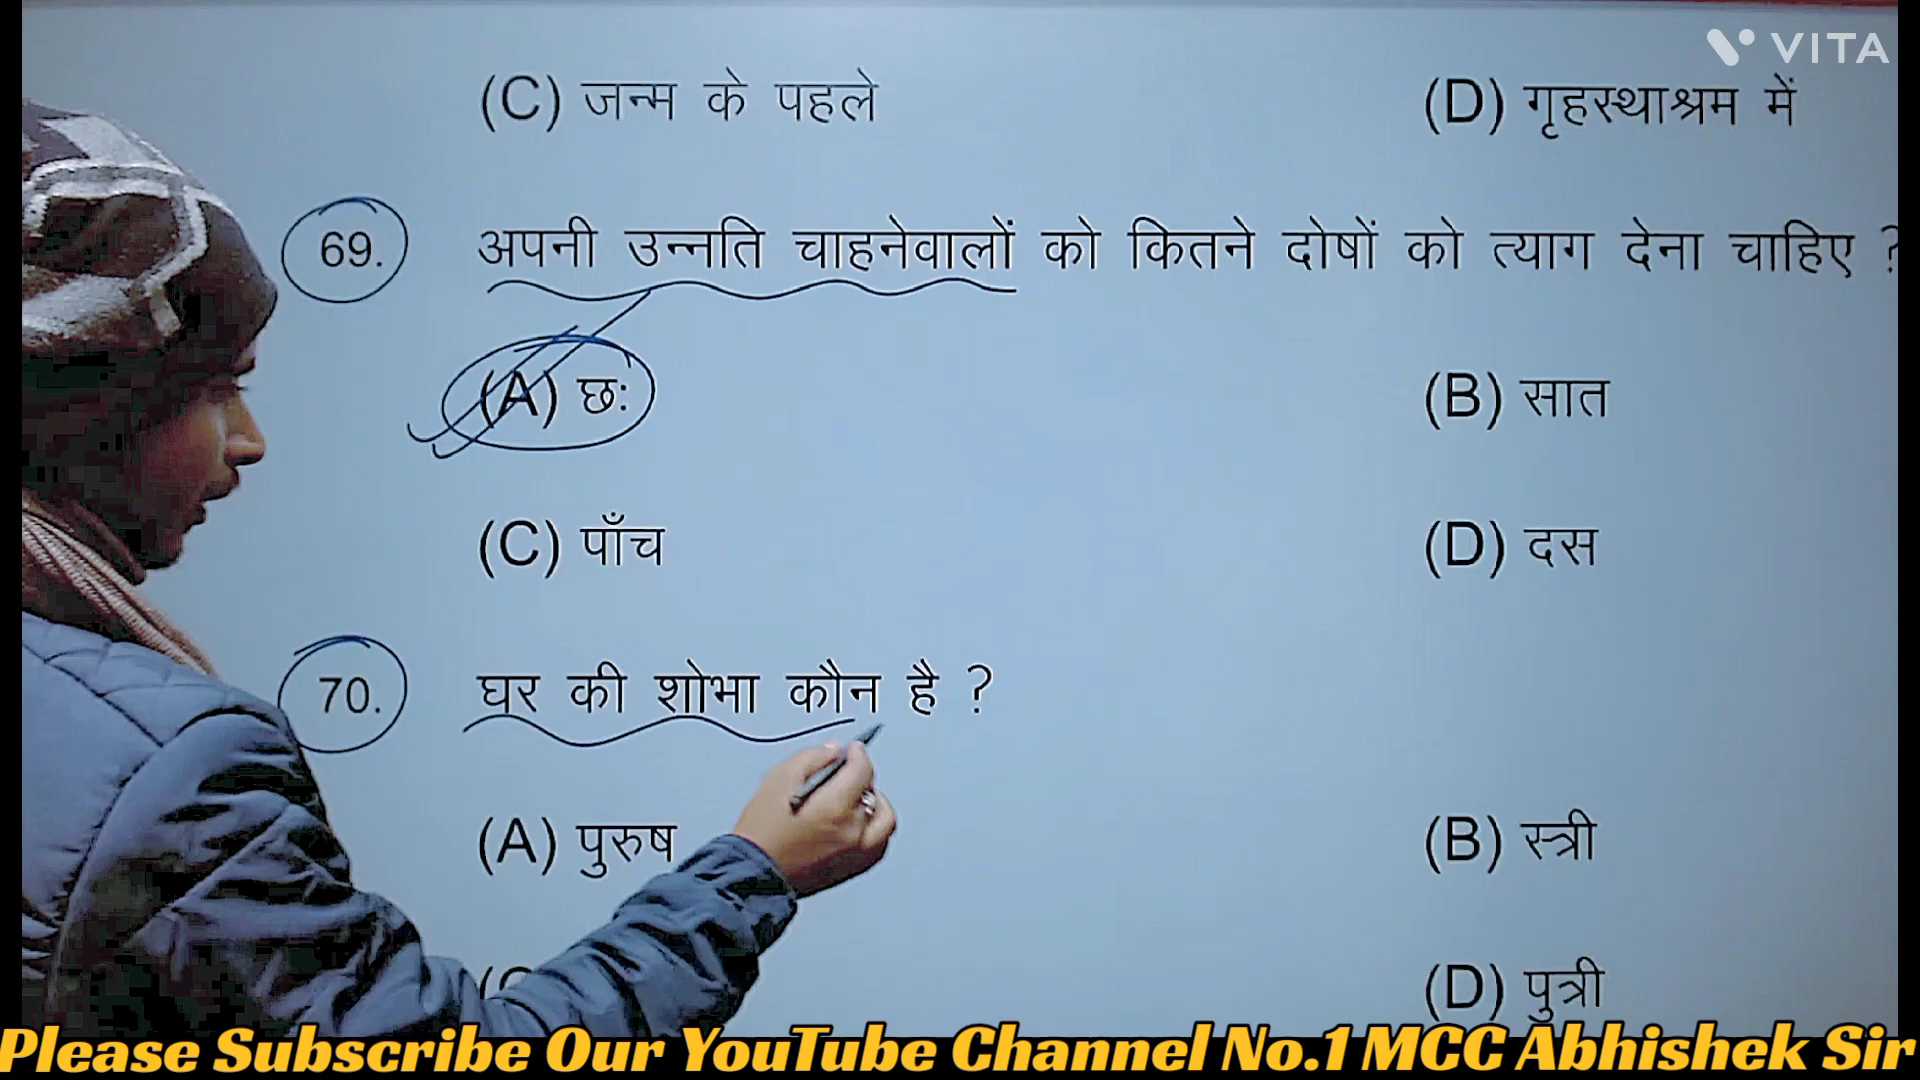 VITA
(C) जन्म के पहले (D) गृहस्थाश्रम में
69. अपनी उन्नति चाहनेवालों को कितने दोषों को त्याग देना चाहिए ?
(A) छः (B) सात
(C) पाँच (D) दस
70. घर की शोभा कौन है ?
(A) पुरुष (B) स्त्री
(D) पुत्री
Please Subscribe Our YouTube Channel No.1 MCC Abhishek Sir